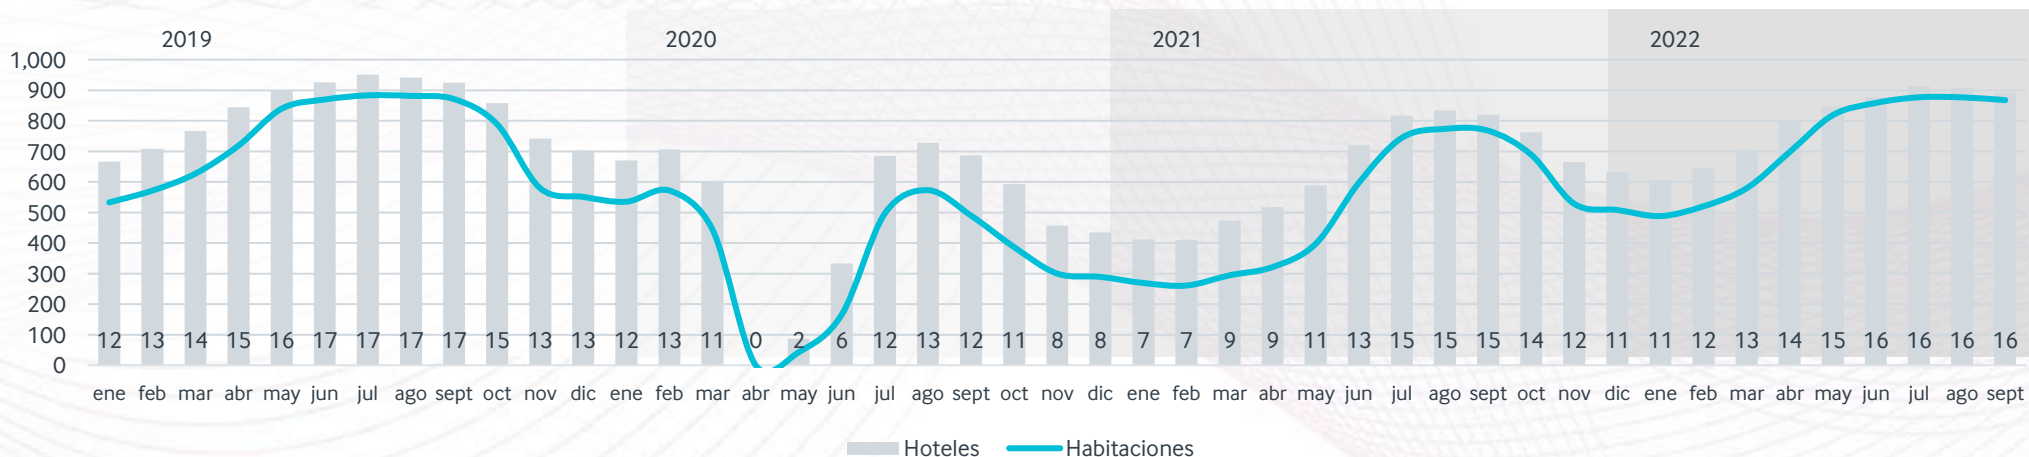 2019 2020 2021 2022
1,000
900
800
700
600
500
400
300
200
100
0
12 13 14 15 16 17 17 17 17 15 13 13 12 13 11 0 2 6 12 13 12 11 8 8 7 7 9 9 11 13 15 15 15 14 12 11 11 12 13 14 15 16 16 16 16
ene feb mar abr may jun jul ago sept oct nov dic ene feb mar abr may jun jul ago sept oct nov dic ene feb mar abr may jun jul ago sept oct nov dic ene feb mar abr may jun jul ago sept
Hoteles Habitaciones